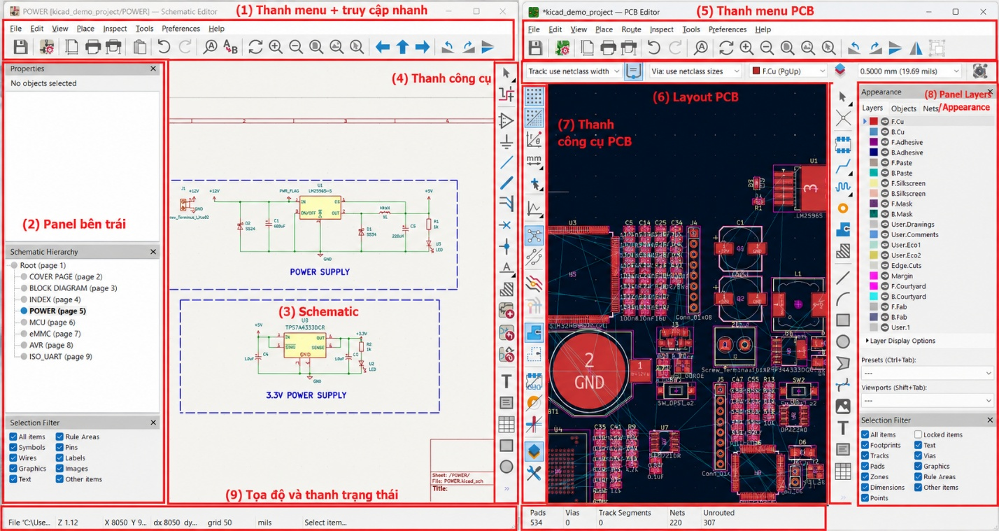 POWER [kicad_demo_project/POWER] — Schematic Editor
(1) Thanh menu + truy cập nhanh
File Edit View Place Inspect Tools Preferences Help
Properties
No objects selected
(2) Panel bên trái
Schematic Hierarchy
Root (page 1)
COVER PAGE (page 2)
BLOCK DIAGRAM (page 3)
INDEX (page 4)
POWER (page 5)
MCU (page 6)
eMMC (page 7)
AVR (page 8)
ISO_UART (page 9)
Selection Filter
All items Rule Areas
Symbols Pins
Wires Labels
Graphics Images
Text Other items
(4) Thanh công cụ
2 3 4
J1 +12V +12V PWR_FLAG U1 +5V
LM2596S-5
IN
ON/OFF OUT
GND
D2
SS24
C1
680uF
D1
SS34
C5
220uH
R1
1k
U3
LED
GND
POWER SUPPLY
(3) Schematic
U8
TPS7A4333DCR
+5V +3.3V
IN OUT
SENSE
GND
C4
1.0uF
1.0uF
R2
1k
U2
LED
GND
3.3V POWER SUPPLY
Sheet: /POWER/
File: POWER.kicad_sch
Title:
(9) Tọa độ và thanh trạng thái
File "C:\Use... Z 1.12 X 8050 Y 9... dx 8050 dy... grid 50 mils Select item...
*kicad_demo_project — PCB Editor
(5) Thanh menu PCB
File Edit View Place Route Inspect Tools Preferences Help
Track: use netclass width Via: use netclass sizes F.Cu (PgUp) 0.5000 mm (19.69 mils)
(6) Layout PCB
(7) Thanh
công cụ PCB
mm
U1
3
LM2596S
D3
R1
U3 C5 C14 C25 C34 J4 C1
L1
Conn_01x08
2
GND
1
BT1
J5 C47 C55 R13 SW2
U4 C35 C41 R9 U7
D6
0.1uF
(8) Panel Layers
/Appearance
Appearance
Layers Objects Nets
F.Cu
B.Cu
F.Adhesive
B.Adhesive
F.Paste
B.Paste
F.Silkscreen
B.Silkscreen
F.Mask
B.Mask
User.Drawings
User.Comments
User.Eco1
User.Eco2
Edge.Cuts
Margin
F.Courtyard
B.Courtyard
F.Fab
B.Fab
User.1
Layer Display Options
Presets (Ctrl+Tab):
---
Viewports (Shift+Tab):
---
Selection Filter
All items Locked items
Footprints Text
Tracks Vias
Pads Graphics
Zones Rule Areas
Dimensions Other items
Points
Pads Vias Track Segments Nets Unrouted
534 0 0 220 307